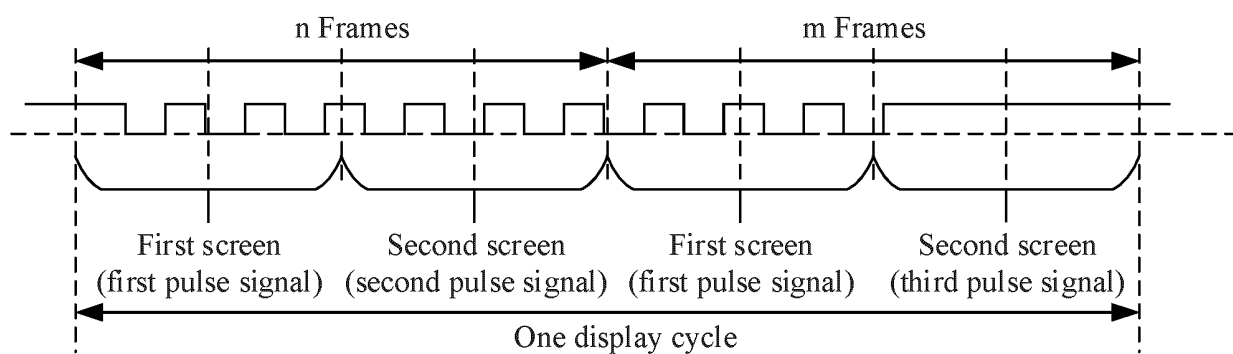 n Frames
m Frames
First screen
(first pulse signal)
Second screen
(second pulse signal)
First screen
(first pulse signal)
Second screen
(third pulse signal)
One display cycle